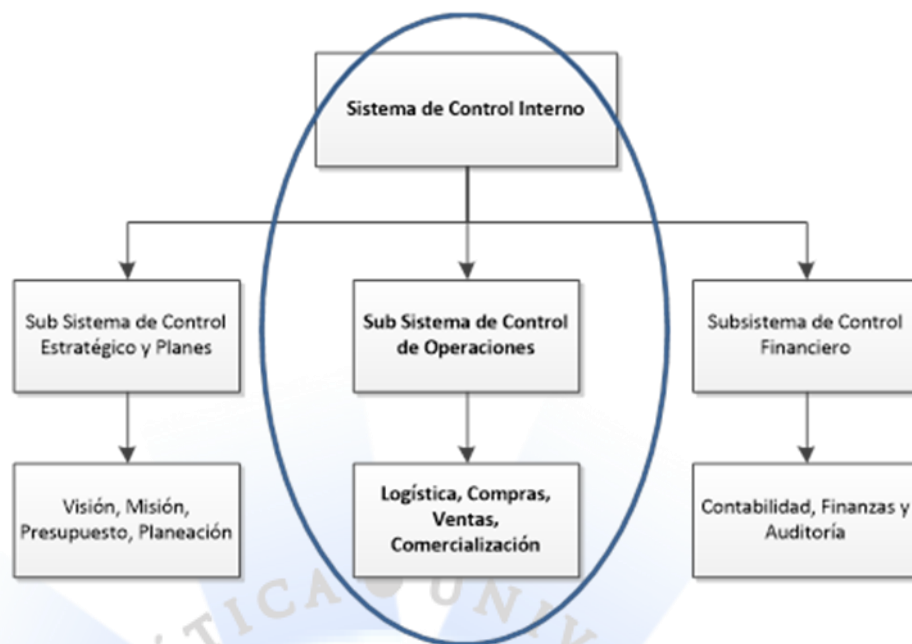 Sistema de Control Interno
Sub Sistema de Control
Estratégico y Planes
Sub Sistema de Control
de Operaciones
Subsistema de Control
Financiero
Visión, Misión,
Presupuesto, Planeación
Logística, Compras,
Ventas,
Comercialización
Contabilidad, Finanzas y
Auditoría